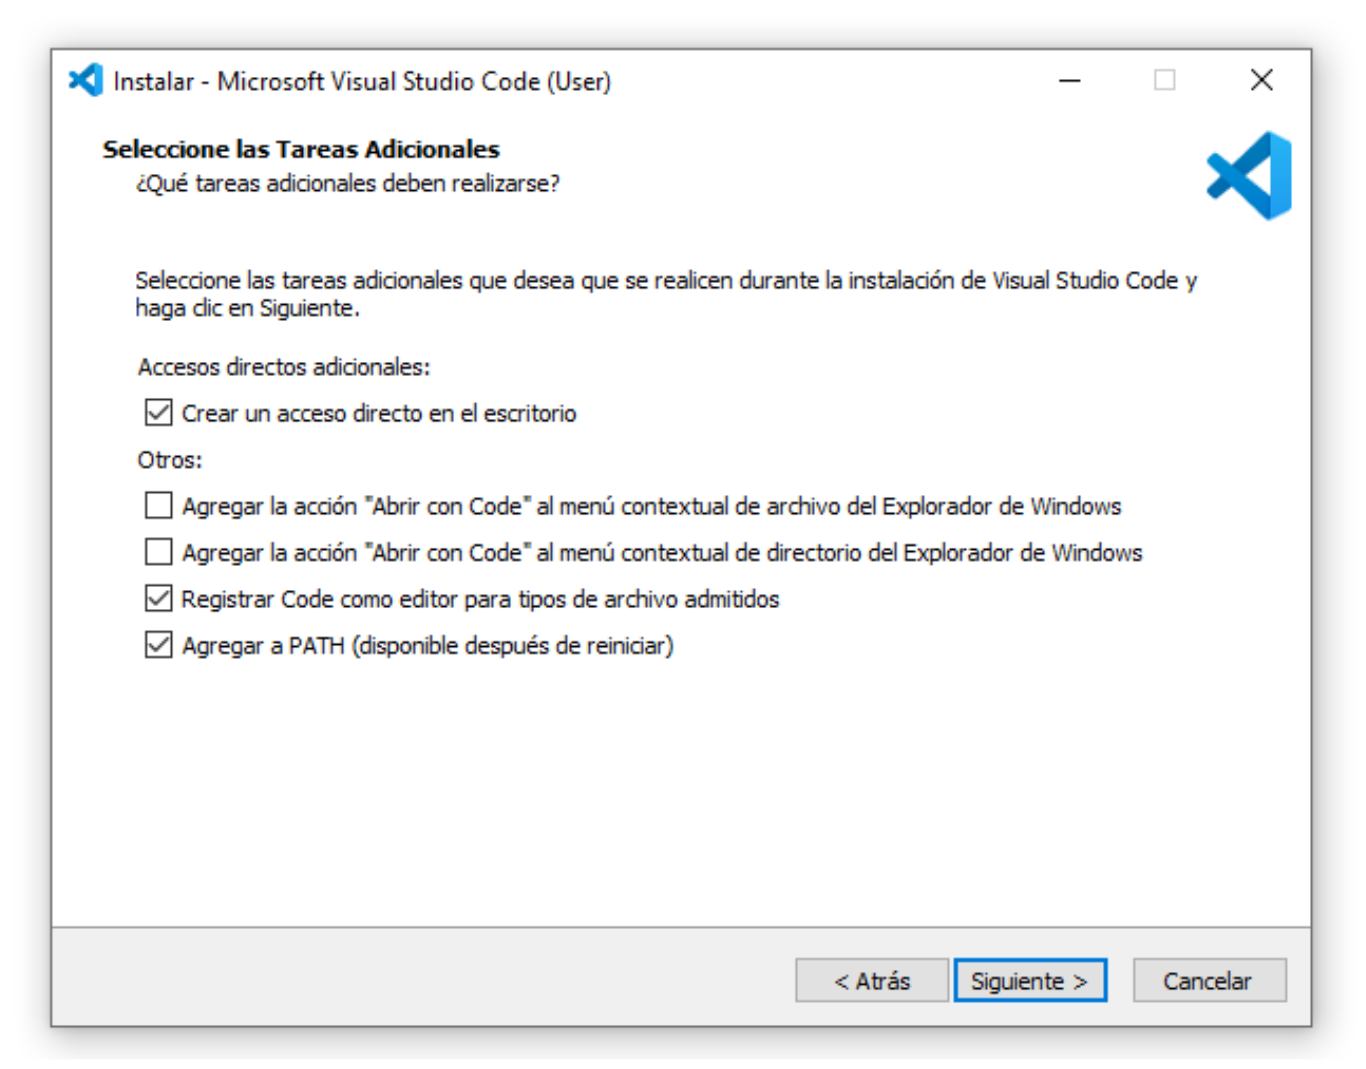 Instalar - Microsoft Visual Studio Code (User)
Seleccione las Tareas Adicionales
¿Qué tareas adicionales deben realizarse?
Seleccione las tareas adicionales que desea que se realicen durante la instalación de Visual Studio Code y
haga clic en Siguiente.
Accesos directos adicionales:
Crear un acceso directo en el escritorio
Otros:
Agregar la acción "Abrir con Code" al menú contextual de archivo del Explorador de Windows
Agregar la acción "Abrir con Code" al menú contextual de directorio del Explorador de Windows
Registrar Code como editor para tipos de archivo admitidos
Agregar a PATH (disponible después de reiniciar)
< Atrás
Siguiente >
Cancelar